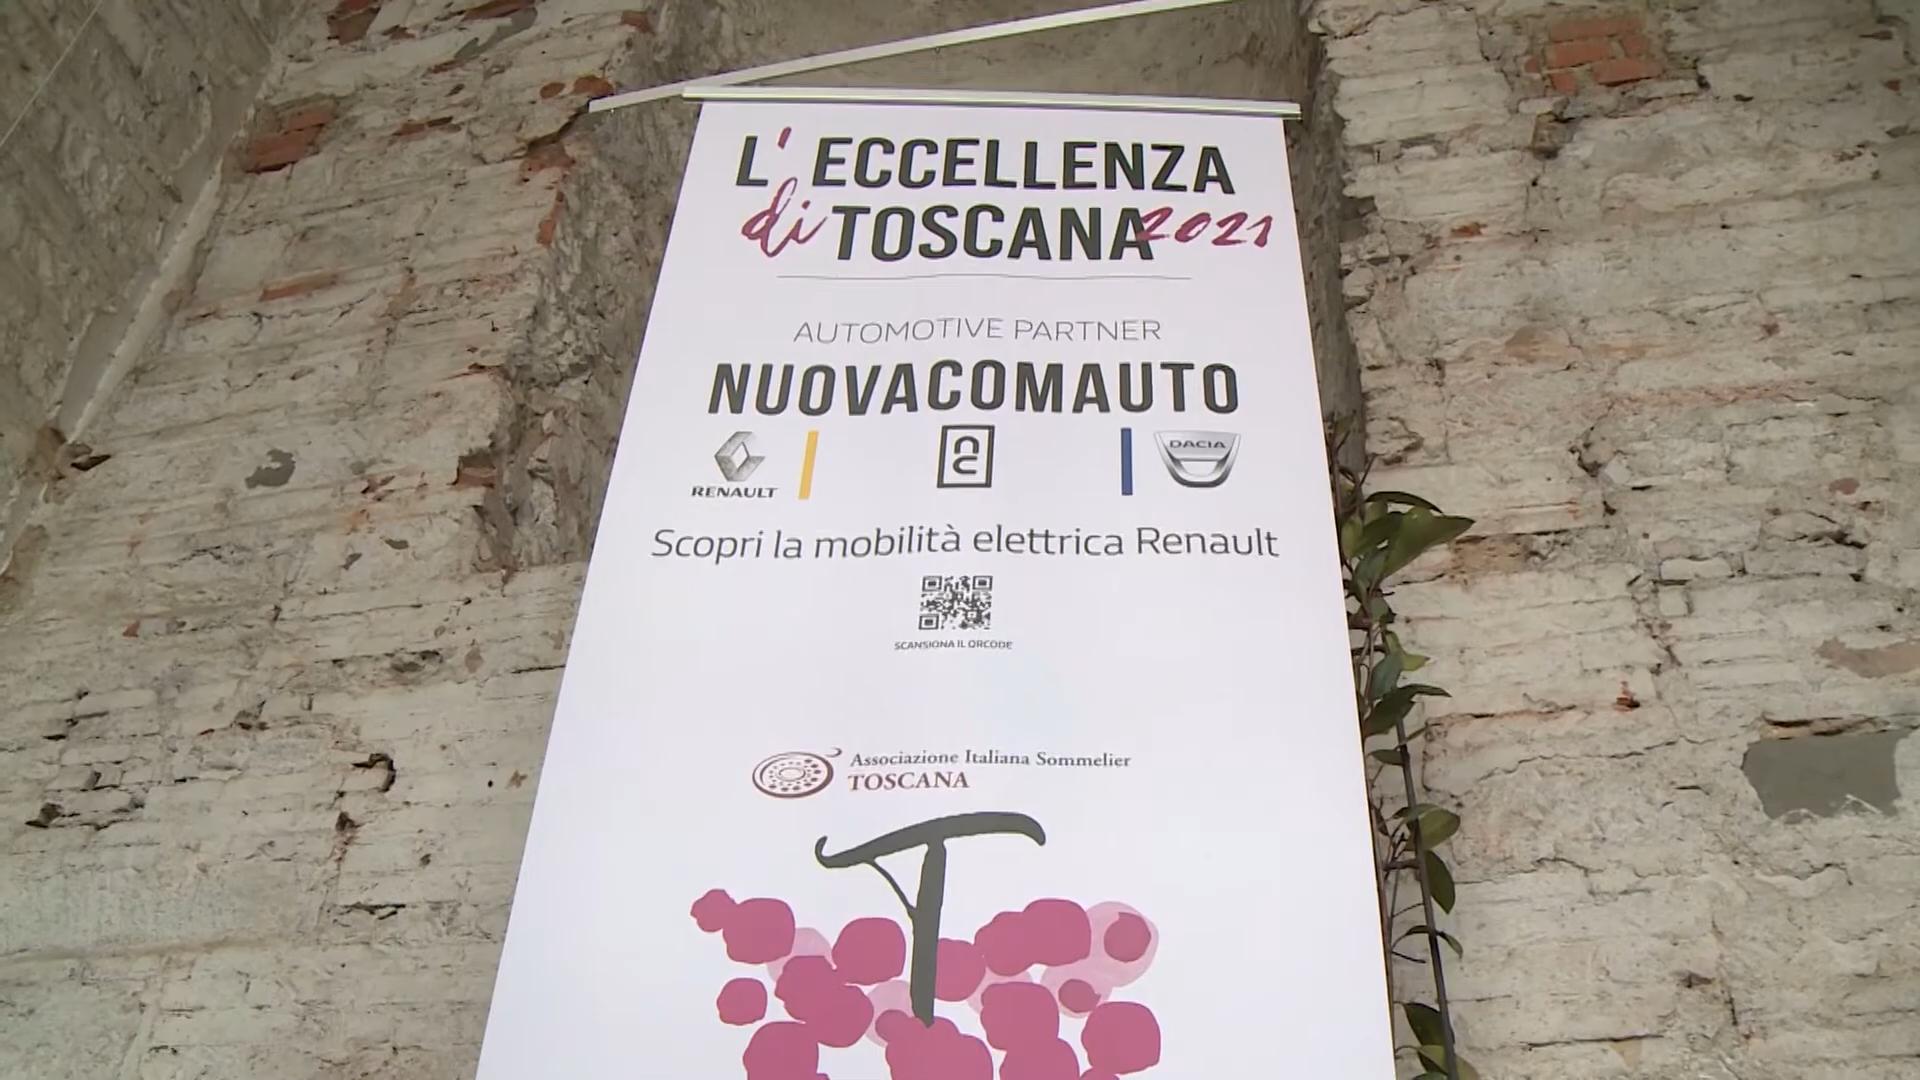 L'ECCELLENZA
di TOSCANA 2021
AUTOMOTIVE PARTNER
NUOVACOMAUTO
RENAULT
nc
DACIA
Scopri la mobilità elettrica Renault
SCANSIONA IL QRCODE
Associazione Italiana Sommelier
TOSCANA
T